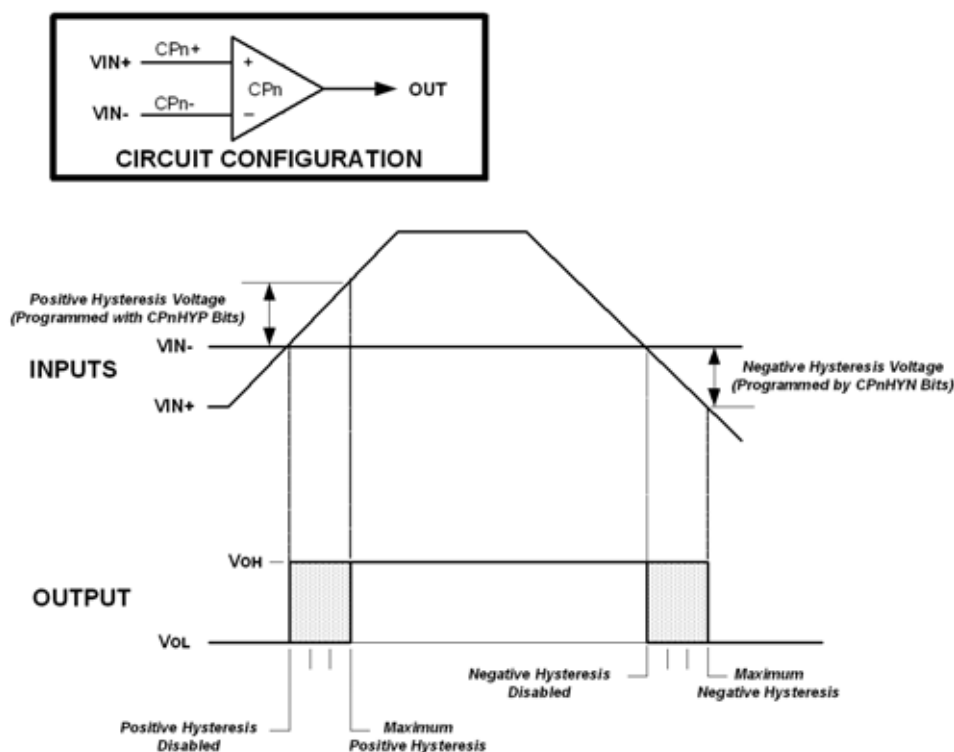 VIN+
CPn+
+
CPn
OUT
VIN-
CPn-
−
CIRCUIT CONFIGURATION
Positive Hysteresis Voltage
(Programmed with CPnHYP Bits)
VIN-
INPUTS
Negative Hysteresis Voltage
(Programmed by CPnHYN Bits)
VIN+
VOH
OUTPUT
VOL
Negative Hysteresis
Disabled
Maximum
Negative Hysteresis
Positive Hysteresis
Disabled
Maximum
Positive Hysteresis